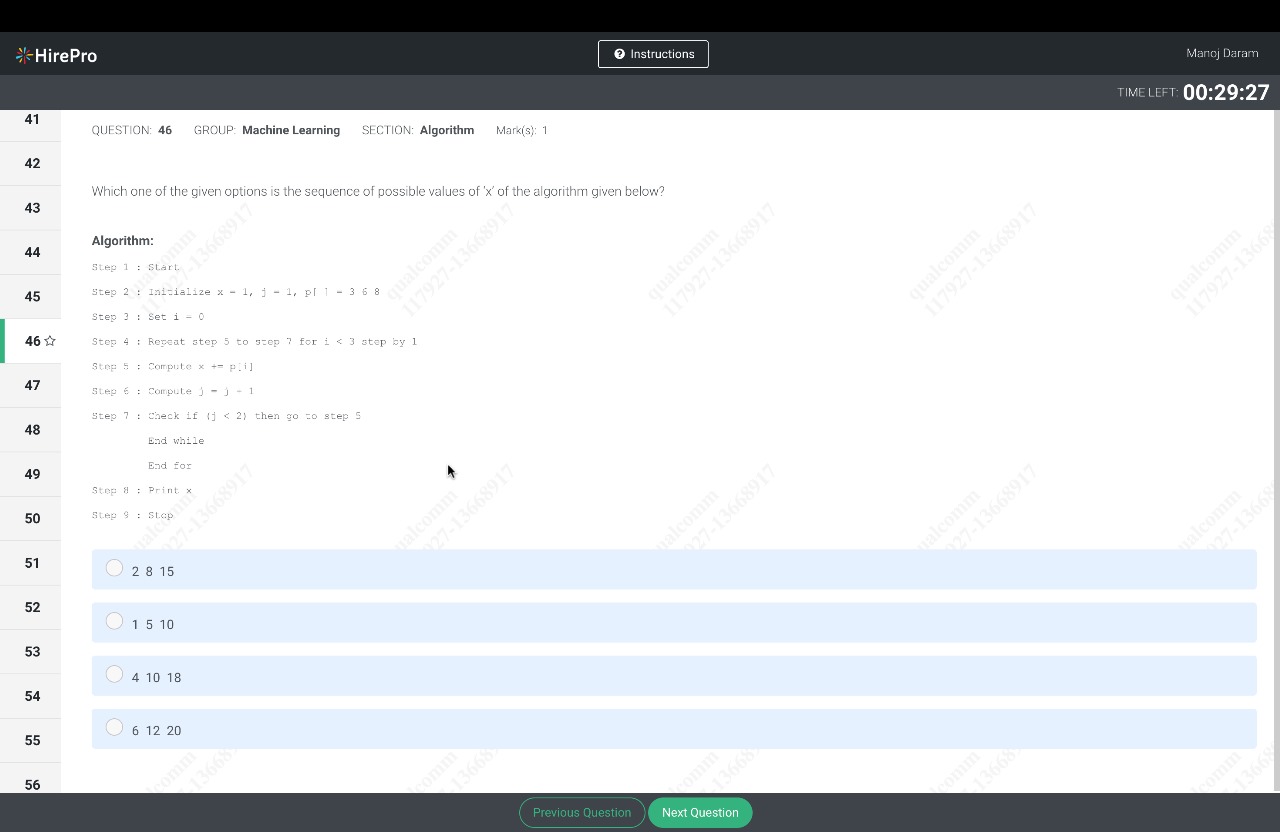 HirePro
Instructions
Manoj Daram
TIME LEFT: 00:29:27
41
42
43
44
45
46
47
48
49
50
51
52
53
54
55
56
QUESTION: 46 GROUP: Machine Learning SECTION: Algorithm Mark(s): 1
Which one of the given options is the sequence of possible values of 'x' of the algorithm given below?
Algorithm:
Step 1 : Start
Step 2 : Initialize x = 1, j = 1, p[ ] = 3 6 8
Step 3 : Set i = 0
Step 4 : Repeat step 5 to step 7 for i < 3 step by 1
Step 5 : Compute x += p[i]
Step 6 : Compute j = j + 1
Step 7 : Check if (j < 2) then go to step 5
End while
End for
Step 8 : Print x
Step 9 : Stop
2 8 15
1 5 10
4 10 18
6 12 20
Previous Question
Next Question
qualcomm
117927-13668917